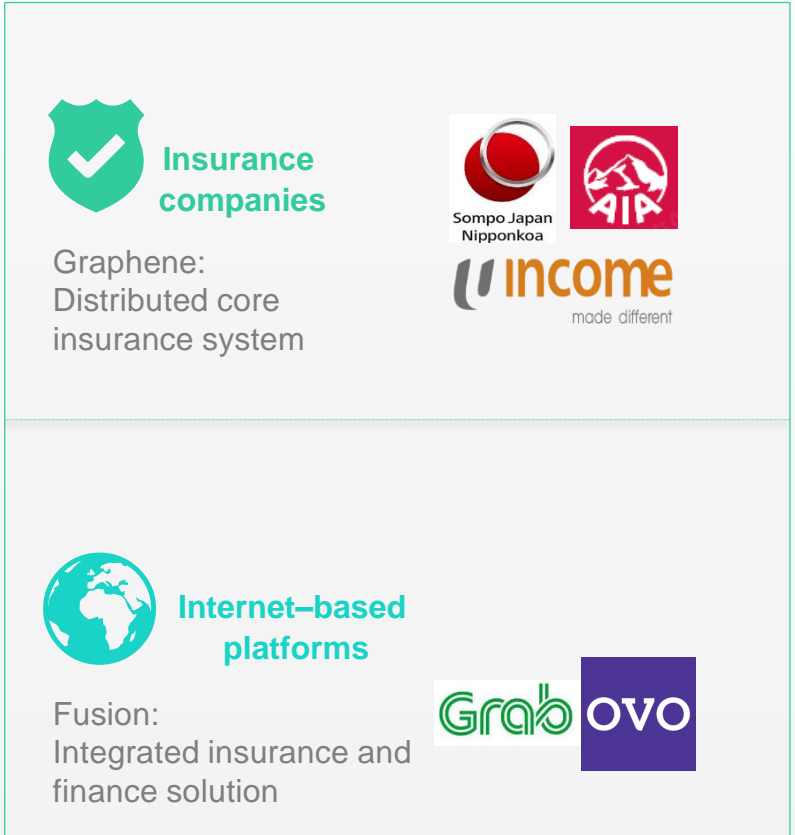 Insurance
companies
Graphene:
Distributed core
insurance system
Sompo Japan
Nipponkoa
AIA
income
made different
Internet–based
platforms
Fusion:
Integrated insurance and
finance solution
Grab
OVO